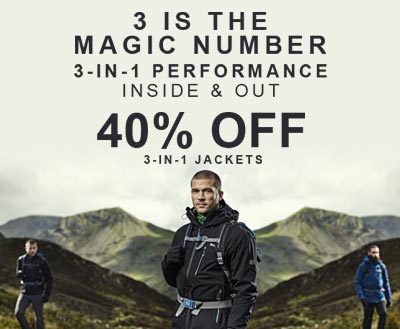 3 IS THE
MAGIC NUMBER
3-IN-1 PERFORMANCE
INSIDE & OUT
40% OFF
3-IN-1 JACKETS